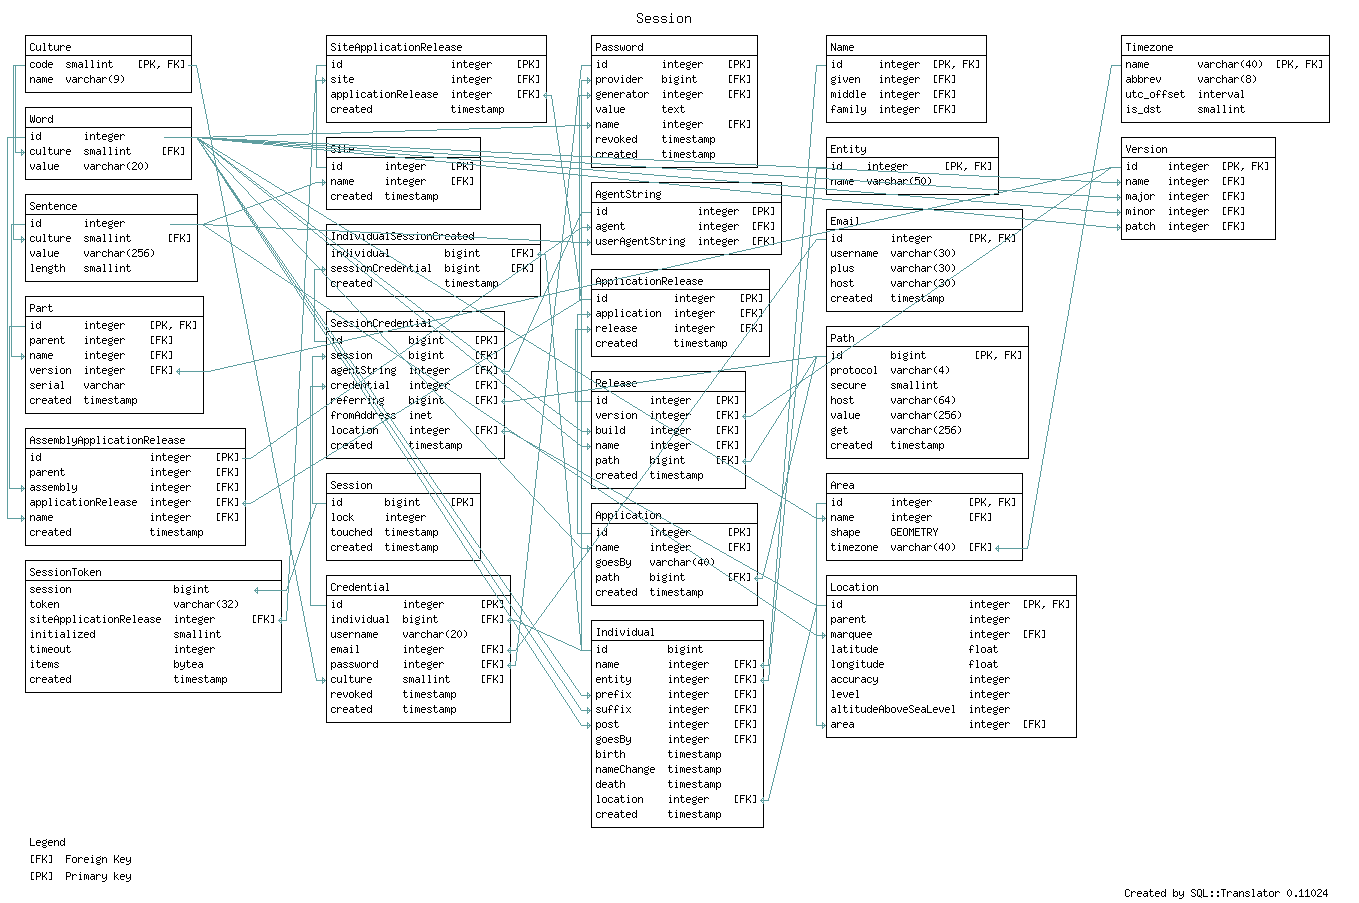 Session
Culture
code smallint [PK, FK]
name varchar(9)
Word
id integer
culture smallint [FK]
value varchar(20)
Sentence
id integer
culture smallint [FK]
value varchar(256)
length smallint
Part
id integer [PK, FK]
parent integer [FK]
name integer [FK]
version integer [FK]
serial varchar
created timestamp
AssemblyApplicationRelease
id integer [PK]
parent integer [FK]
assembly integer [FK]
applicationRelease integer [FK]
name integer [FK]
created timestamp
SessionToken
session bigint
token varchar(32)
siteApplicationRelease integer [FK]
initialized smallint
timeout integer
items bytea
created timestamp
SiteApplicationRelease
id integer [PK]
site integer [FK]
applicationRelease integer [FK]
created timestamp
Site
id integer [PK]
name integer [FK]
created timestamp
IndividualSessionCreated
individual bigint [FK]
sessionCredential bigint [FK]
created timestamp
SessionCredential
id bigint [PK]
session bigint [FK]
agentString integer [FK]
credential integer [FK]
referring bigint [FK]
fromAddress inet
location integer [FK]
created timestamp
Session
id bigint [PK]
lock integer
touched timestamp
created timestamp
Credential
id integer [PK]
individual bigint [FK]
username varchar(20)
email integer [FK]
password integer [FK]
culture smallint [FK]
revoked timestamp
created timestamp
Password
id integer [PK]
provider bigint [FK]
generator integer [FK]
value text
name integer [FK]
revoked timestamp
created timestamp
AgentString
id integer [PK]
agent integer [FK]
userAgentString integer [FK]
ApplicationRelease
id integer [PK]
application integer [FK]
release integer [FK]
created timestamp
Release
id integer [PK]
version integer [FK]
build integer [FK]
name integer [FK]
path bigint [FK]
created timestamp
Application
id integer [PK]
name integer [FK]
goesBy varchar(40)
path bigint [FK]
created timestamp
Individual
id bigint
name integer [FK]
entity integer [FK]
prefix integer [FK]
suffix integer [FK]
post integer [FK]
goesBy integer [FK]
birth timestamp
nameChange timestamp
death timestamp
location integer [FK]
created timestamp
Name
id integer [PK, FK]
given integer [FK]
middle integer [FK]
family integer [FK]
Entity
id integer [PK, FK]
name varchar(50)
Email
id integer [PK, FK]
username varchar(30)
plus varchar(30)
host varchar(30)
created timestamp
Path
id bigint [PK, FK]
protocol varchar(4)
secure smallint
host varchar(64)
value varchar(256)
get varchar(256)
created timestamp
Area
id integer [PK, FK]
name integer [FK]
shape GEOMETRY
timezone varchar(40) [FK]
Location
id integer [PK, FK]
parent integer
marquee integer [FK]
latitude float
longitude float
accuracy integer
level integer
altitudeAboveSeaLevel integer
area integer [FK]
Timezone
name varchar(40) [PK, FK]
abbrev varchar(8)
utc_offset interval
is_dst smallint
Version
id integer [PK, FK]
name integer [FK]
major integer [FK]
minor integer [FK]
patch integer [FK]
Legend
[FK] Foreign Key
[PK] Primary key
Created by SQL::Translator 0.11024